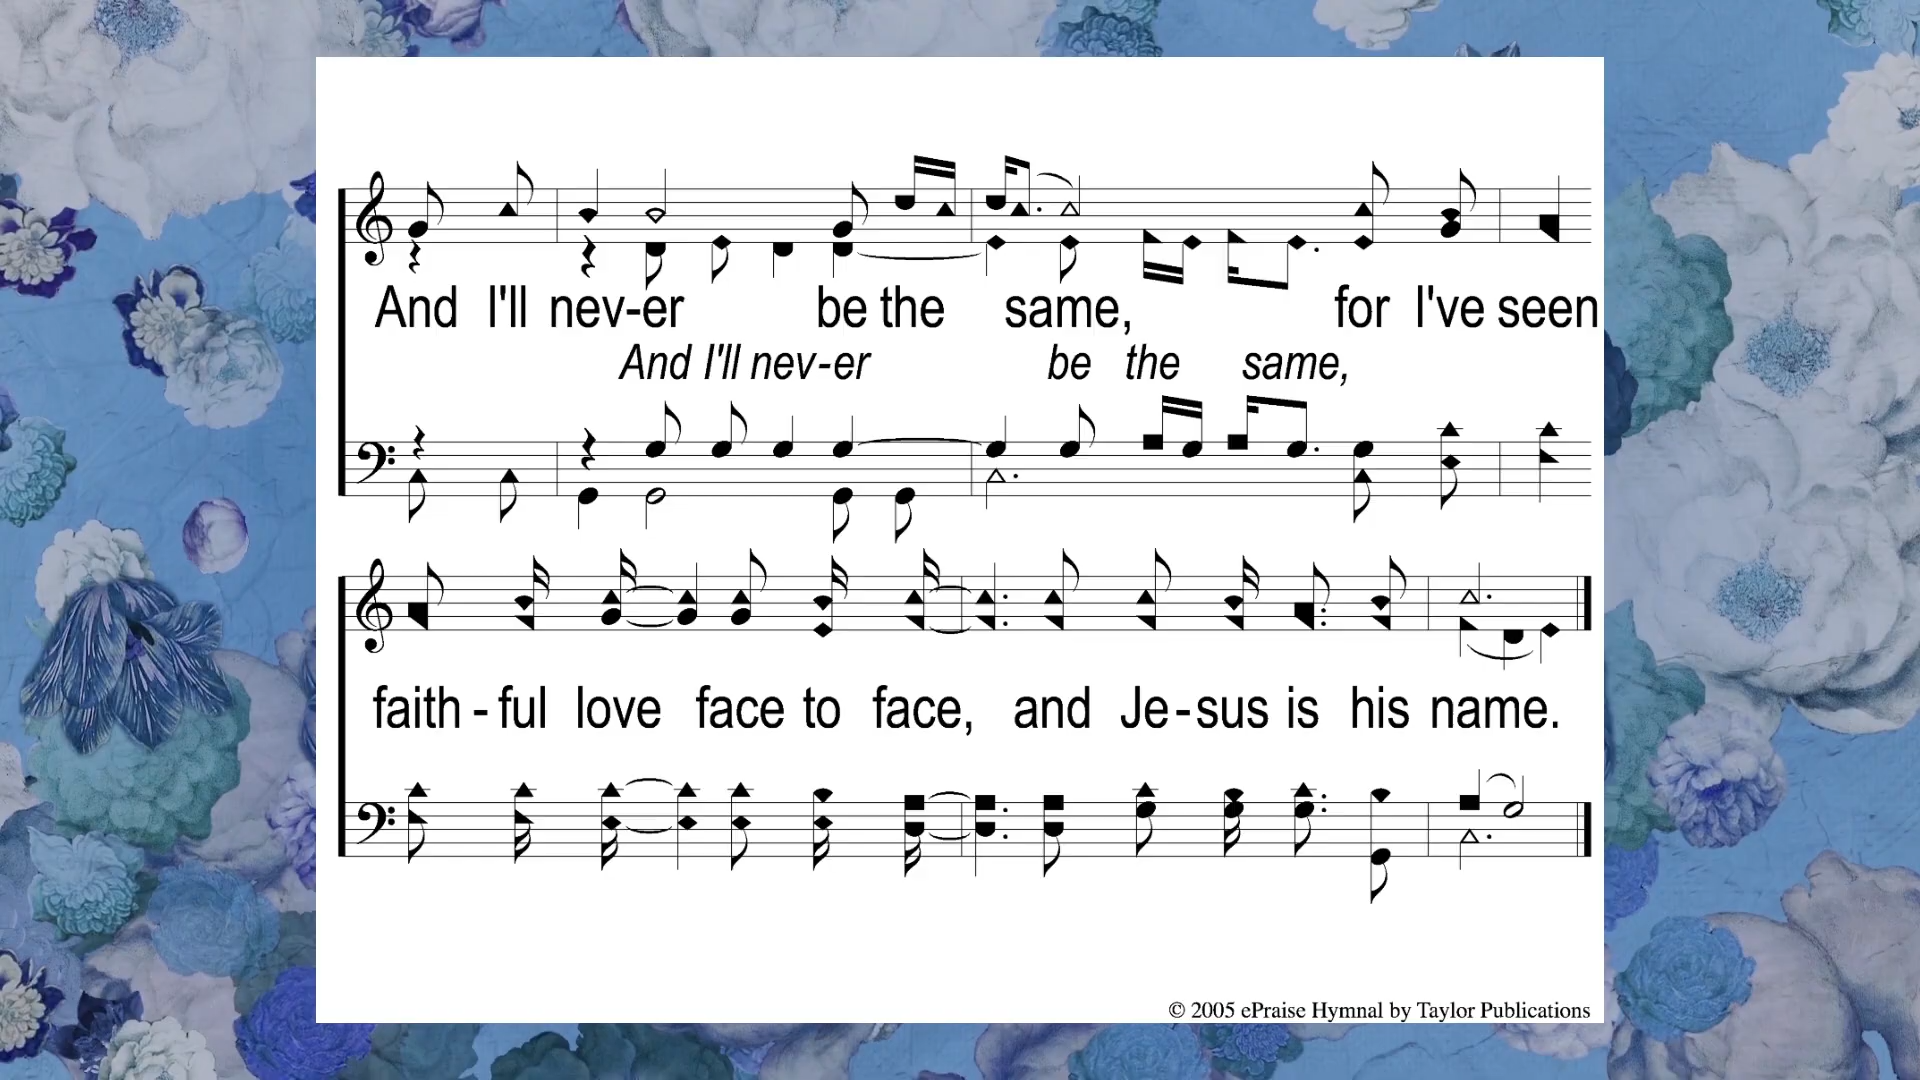 And I'll nev-er be the same, for I've seen
And I'll nev-er be the same,
faith-ful love face to face, and Je-sus is his name.
© 2005 ePraise Hymnal by Taylor Publications